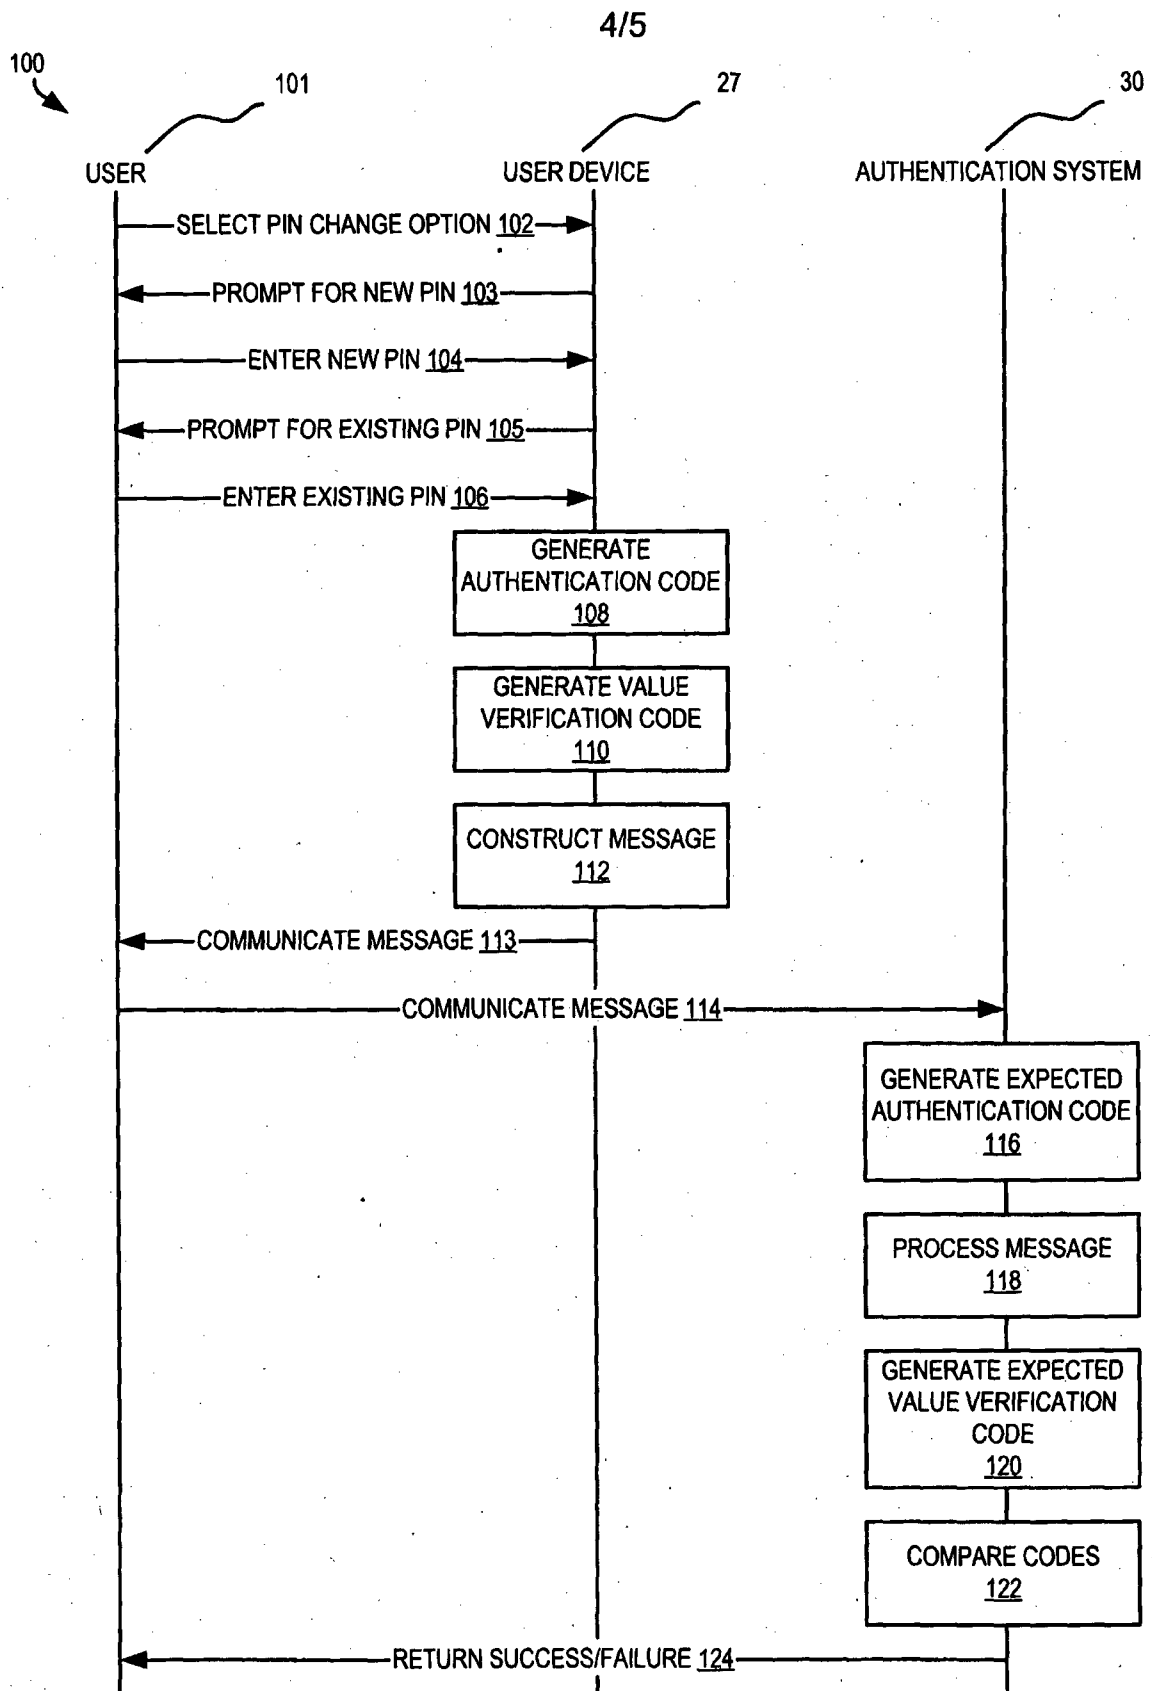 4/5
100
101
27
30
USER
USER DEVICE
AUTHENTICATION SYSTEM
SELECT PIN CHANGE OPTION 102
PROMPT FOR NEW PIN 103
ENTER NEW PIN 104
PROMPT FOR EXISTING PIN 105
ENTER EXISTING PIN 106
GENERATE
AUTHENTICATION CODE
108
GENERATE VALUE
VERIFICATION CODE
110
CONSTRUCT MESSAGE
112
COMMUNICATE MESSAGE 113
COMMUNICATE MESSAGE 114
GENERATE EXPECTED
AUTHENTICATION CODE
116
PROCESS MESSAGE
118
GENERATE EXPECTED
VALUE VERIFICATION
CODE
120
COMPARE CODES
122
RETURN SUCCESS/FAILURE 124